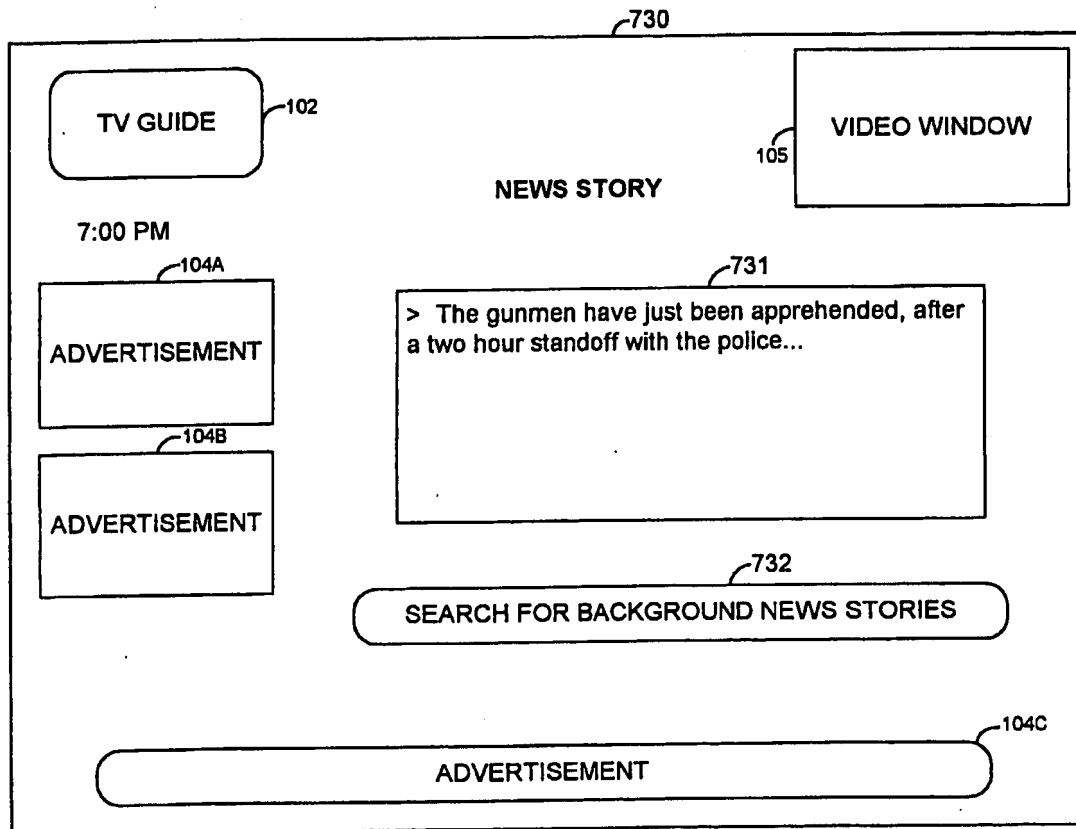 730
TV GUIDE
102
VIDEO WINDOW
105
NEWS STORY
7:00 PM
104A
ADVERTISEMENT
731
> The gunmen have just been apprehended, after
a two hour standoff with the police...
104B
ADVERTISEMENT
732
SEARCH FOR BACKGROUND NEWS STORIES
104C
ADVERTISEMENT